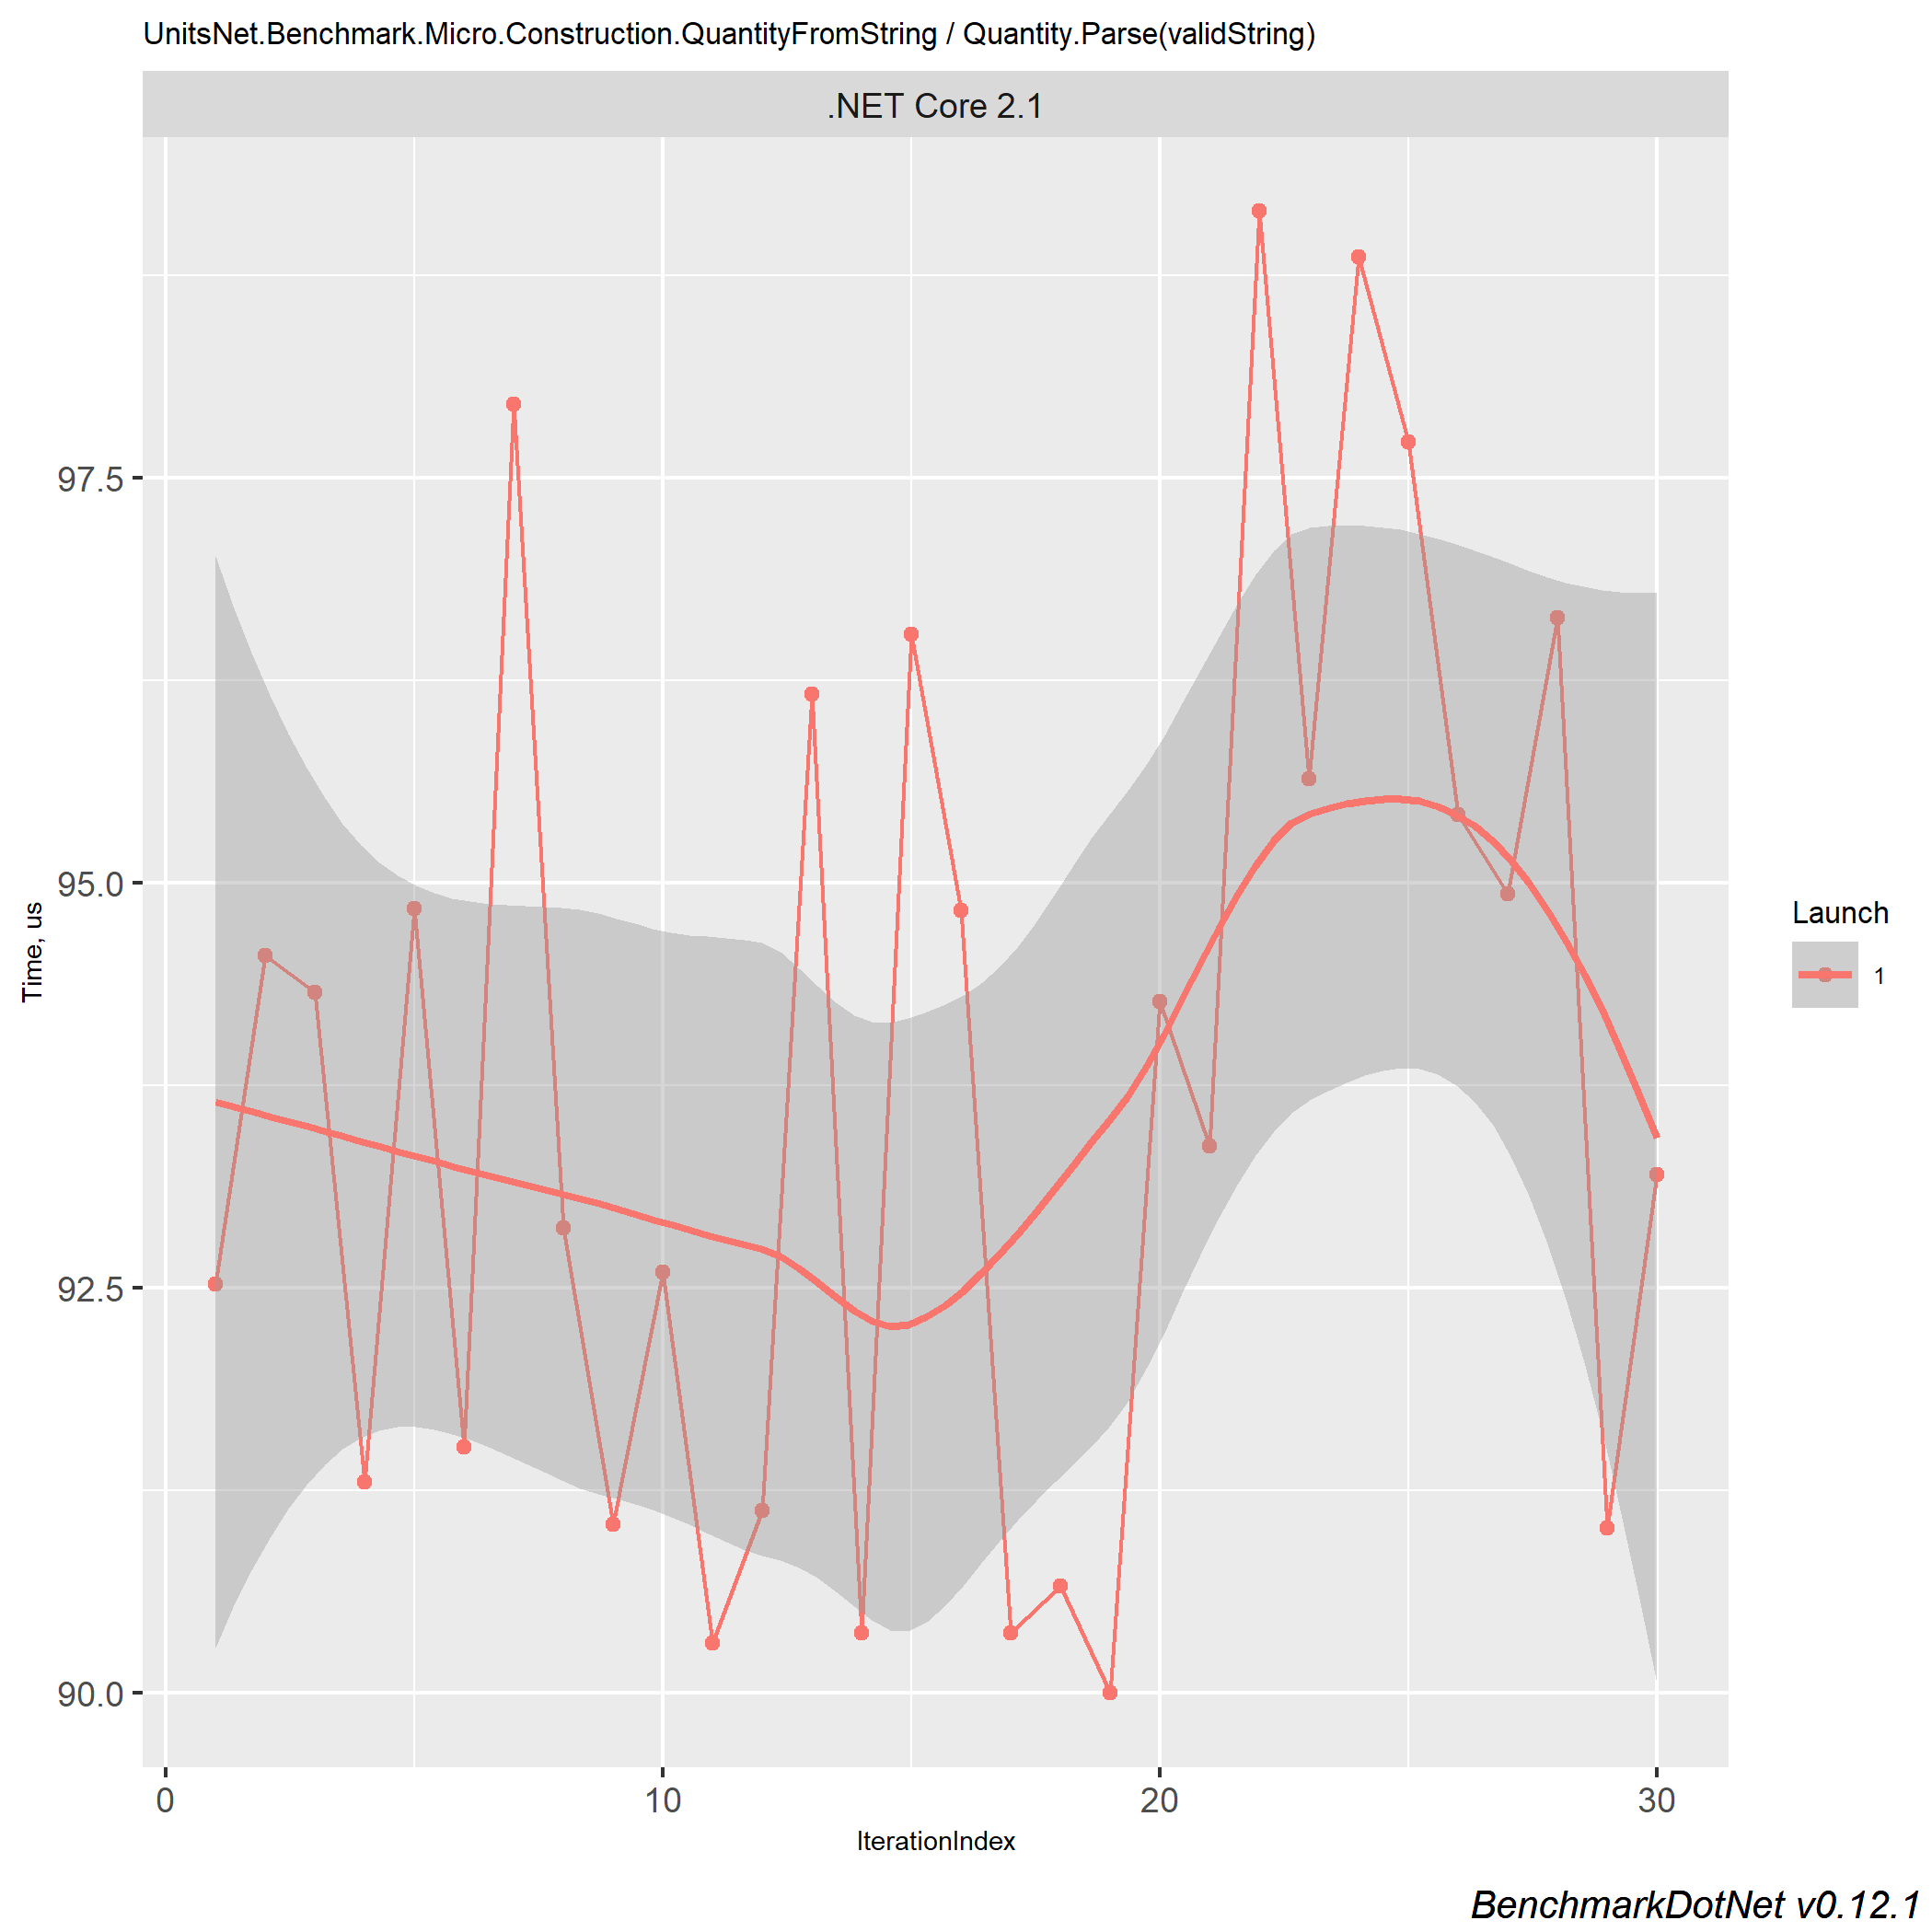 UnitsNet.Benchmark.Micro.Construction.QuantityFromString / Quantity.Parse(validString)
.NET Core 2.1
97.5
95.0
92.5
90.0
Time, us
0 10 20 30
IterationIndex
Launch
1
BenchmarkDotNet v0.12.1